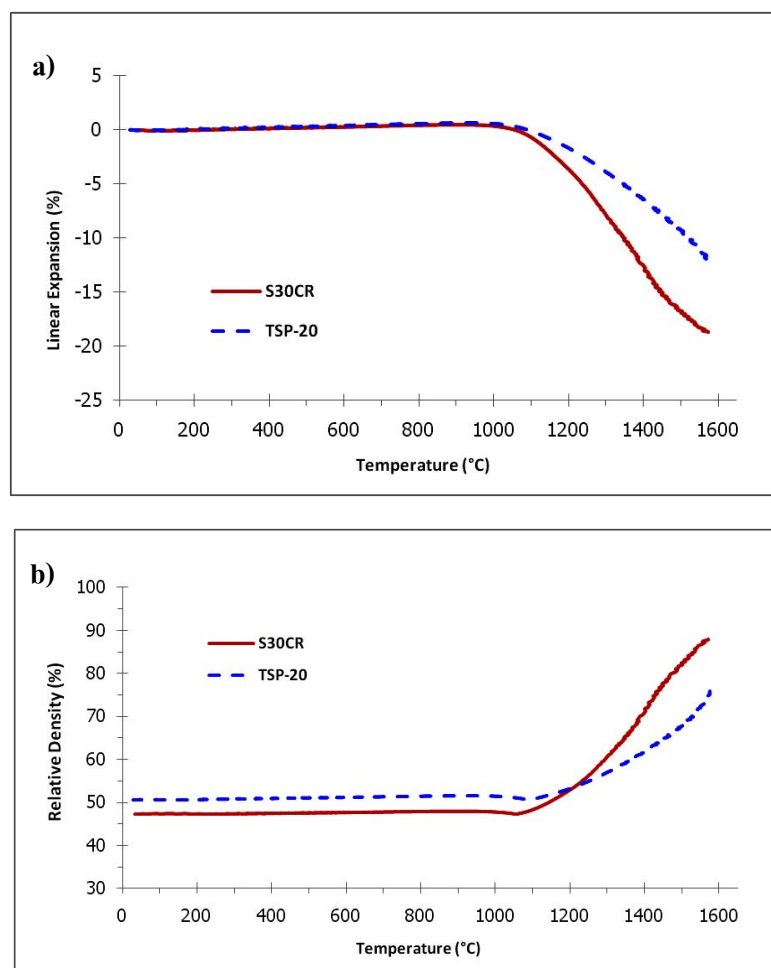 a)
5
0
-5
-10
-15
-20
-25
Linear Expansion (%)
S30CR
TSP-20
0 200 400 600 800 1000 1200 1400 1600
Temperature (°C)
b)
100
90
80
70
60
50
40
30
Relative Density (%)
S30CR
TSP-20
0 200 400 600 800 1000 1200 1400 1600
Temperature (°C)